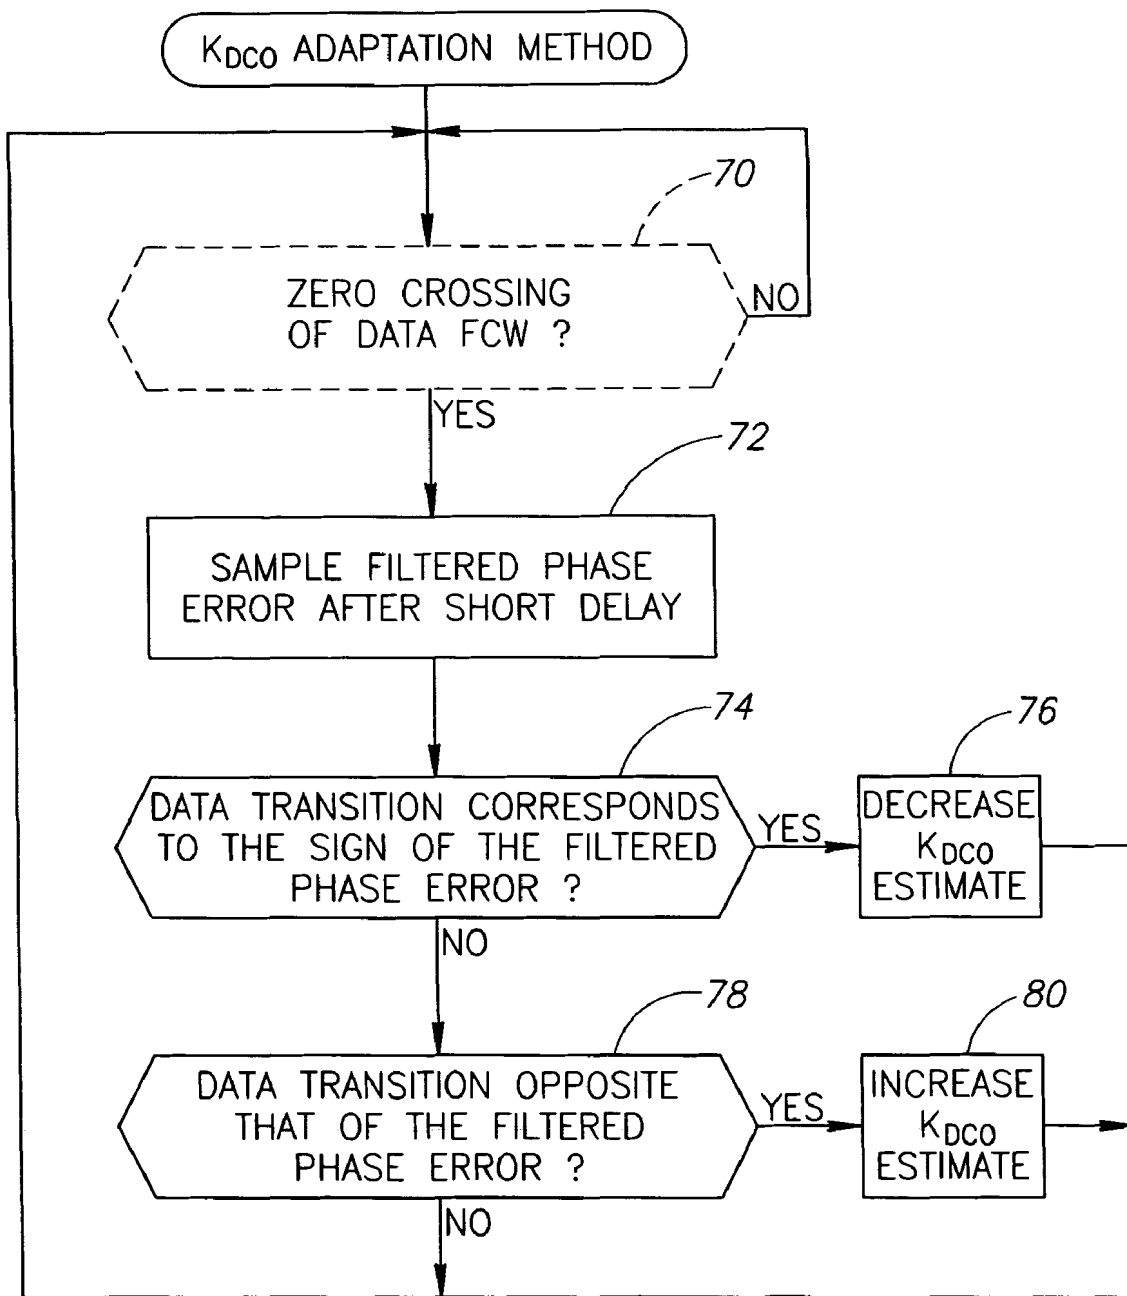 KDCO ADAPTATION METHOD
70
ZERO CROSSING
OF DATA FCW ?
NO
YES
72
SAMPLE FILTERED PHASE
ERROR AFTER SHORT DELAY
74
DATA TRANSITION CORRESPONDS
TO THE SIGN OF THE FILTERED
PHASE ERROR ?
YES
76
DECREASE
KDCO
ESTIMATE
NO
78
DATA TRANSITION OPPOSITE
THAT OF THE FILTERED
PHASE ERROR ?
YES
80
INCREASE
KDCO
ESTIMATE
NO